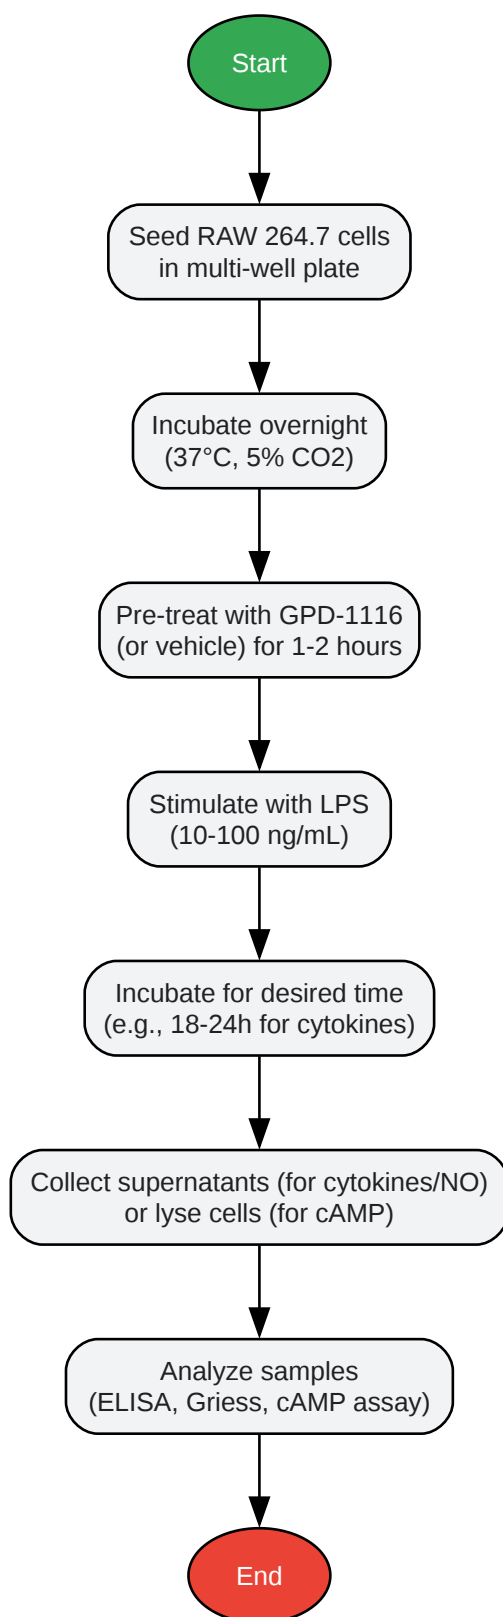 Start
Seed RAW 264.7 cells
in multi-well plate
Incubate overnight
(37°C, 5% CO2)
Pre-treat with GPD-1116
(or vehicle) for 1-2 hours
Stimulate with LPS
(10-100 ng/mL)
Incubate for desired time
(e.g., 18-24h for cytokines)
Collect supernatants (for cytokines/NO)
or lyse cells (for cAMP)
Analyze samples
(ELISA, Griess, cAMP assay)
End